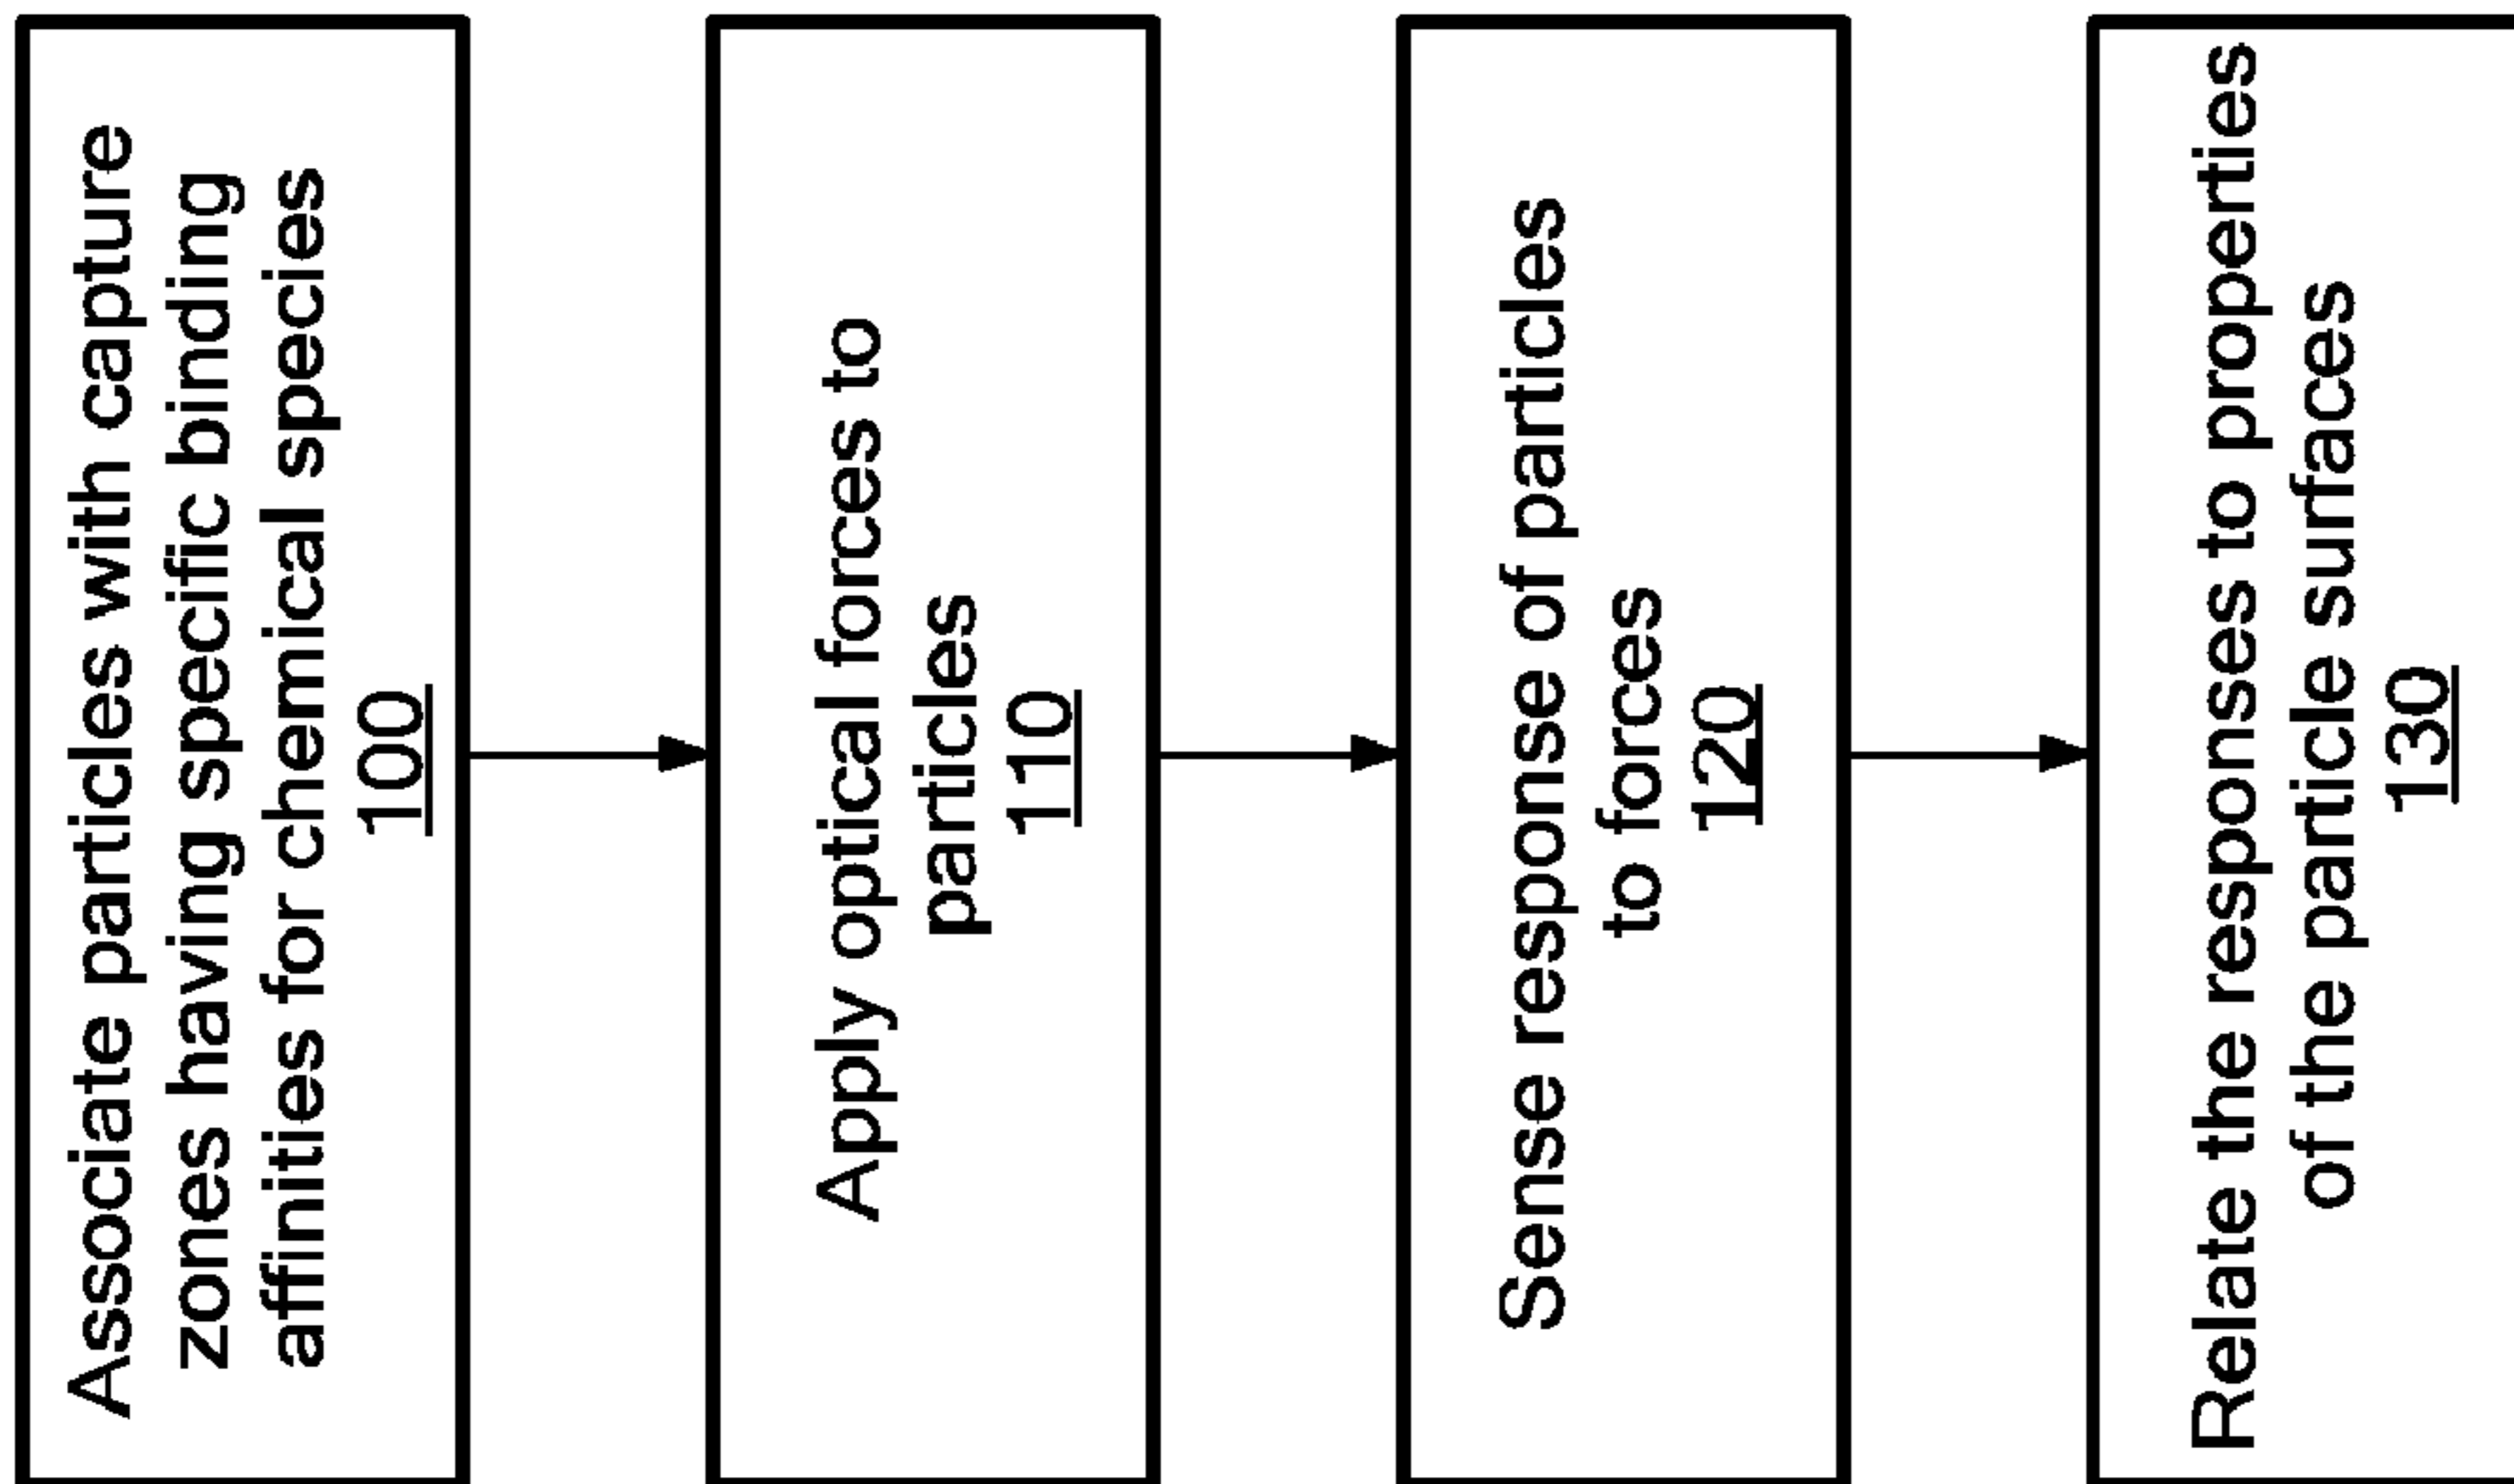 Associate particles with capture
zones having specific binding
affinities for chemical species
100
Apply optical forces to
particles
110
Sense response of particles
to forces
120
Relate the responses to properties
of the particle surfaces
130